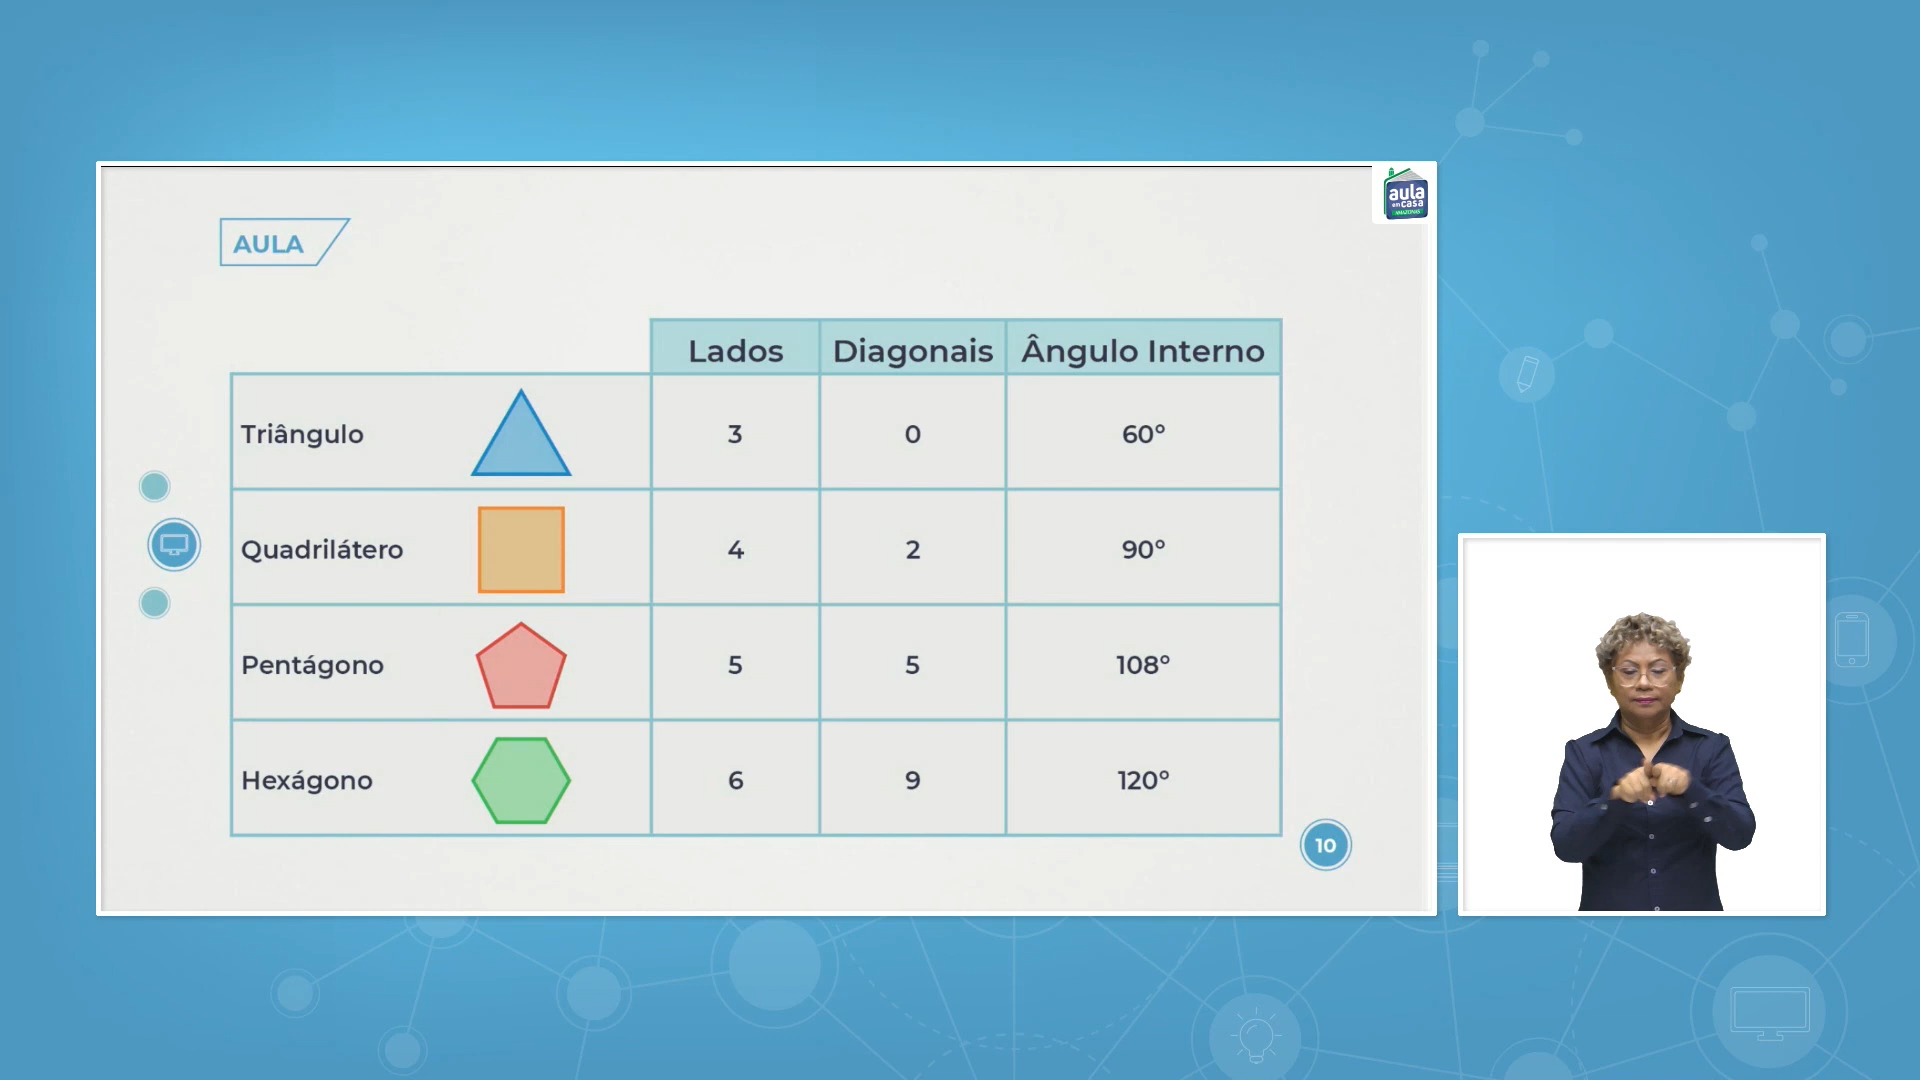 aula
em casa
AMAZONAS
AULA
Lados Diagonais Ângulo Interno
Triângulo 3 0 60°
Quadrilátero 4 2 90°
Pentágono 5 5 108°
Hexágono 6 9 120°
10